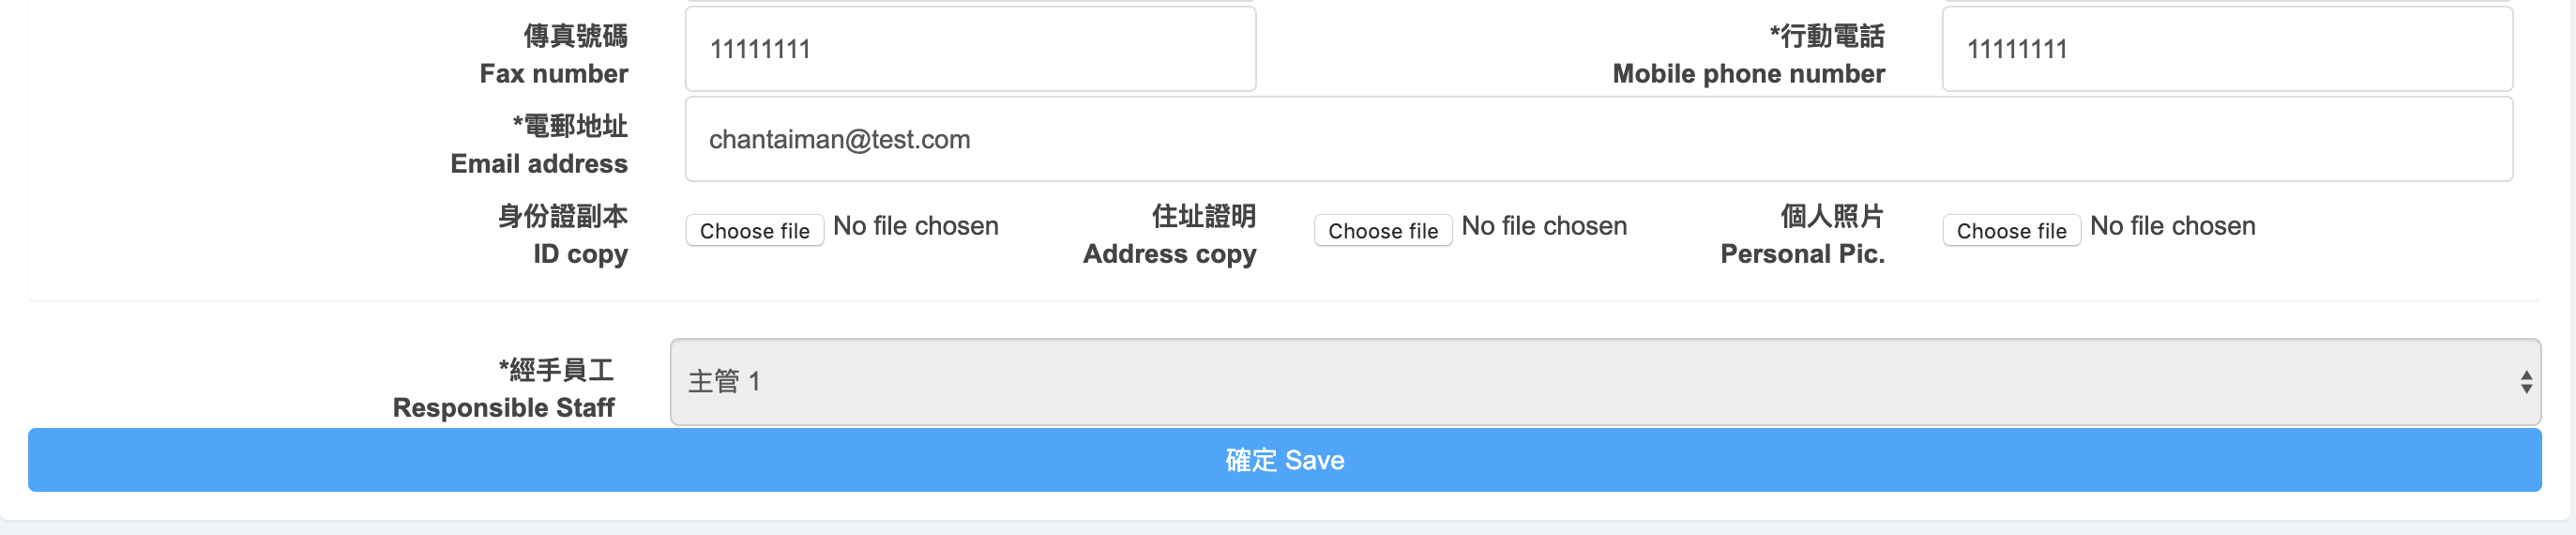 傳真號碼
Fax number
11111111
*行動電話
Mobile phone number
11111111
*電郵地址
Email address
chantaiman@test.com
身份證副本
ID copy
Choose file No file chosen
住址證明
Address copy
Choose file No file chosen
個人照片
Personal Pic.
Choose file No file chosen
*經手員工
Responsible Staff
主管 1
確定 Save